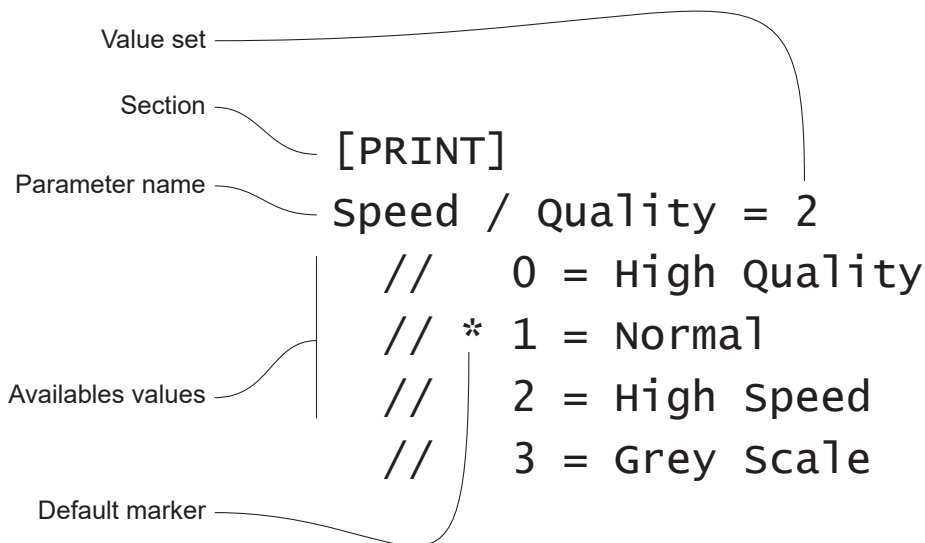 Value set
Section
[PRINT]
Parameter name
Speed / Quality = 2
// 0 = High Quality
// * 1 = Normal
Availables values
// 2 = High Speed
// 3 = Grey Scale
Default marker